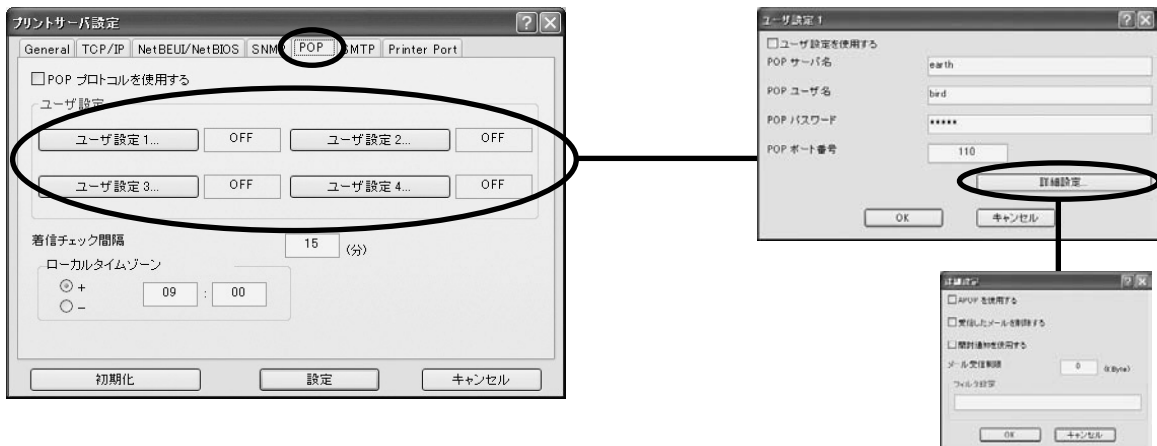 プリントサーバ設定
General TCP/IP NetBEUI/NetBIOS SNMP POP SMTP Printer Port
POP プロトコルを使用する
ユーザ設定
ユーザ設定 1... OFF ユーザ設定 2... OFF
ユーザ設定 3... OFF ユーザ設定 4... OFF
着信チェック間隔 15 (分)
ローカルタイムゾーン
+ 09 : 00
-
初期化 設定 キャンセル
ユーザ設定 1
ユーザ設定を使用する
POP サーバ名 earth
POP ユーザ名 bird
POP パスワード *****
POP ポート番号 110
詳細設定...
OK キャンセル
詳細設定
APOP を使用する
受信したメールを削除する
開封通知を使用する
メール受信制限 0 (KByte)
フィルタ設定
OK キャンセル